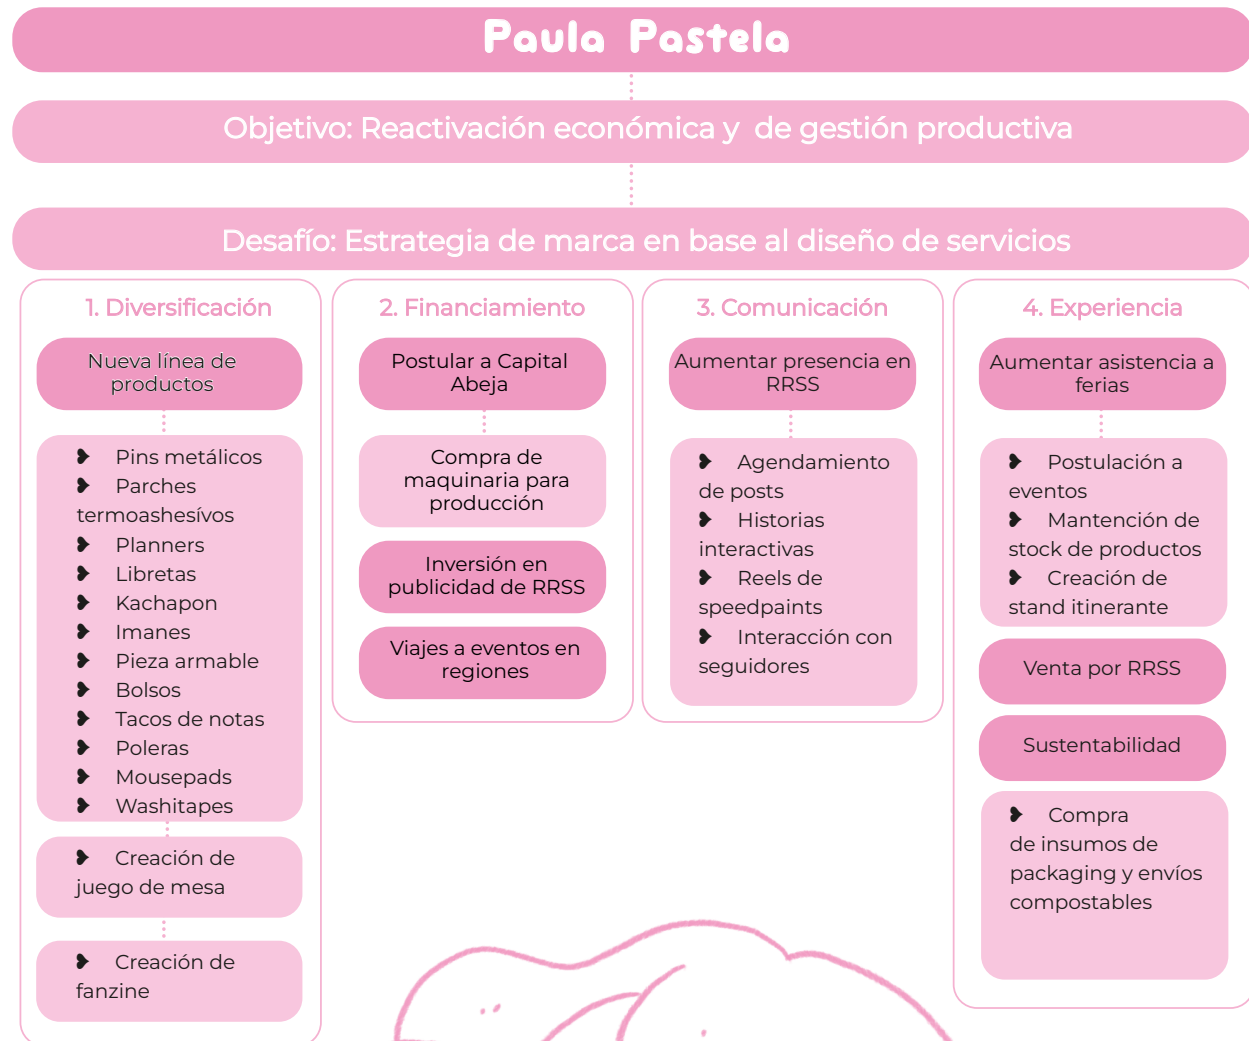 Paula Pastela
Objetivo: Reactivación económica y de gestión productiva
Desafío: Estrategia de marca en base al diseño de servicios
1. Diversificación
Nueva línea de
productos
❥ Pins metálicos
❥ Parches
termoashesívos
❥ Planners
❥ Libretas
❥ Kachapon
❥ Imanes
❥ Pieza armable
❥ Bolsos
❥ Tacos de notas
❥ Poleras
❥ Mousepads
❥ Washitapes
❥ Creación de
juego de mesa
❥ Creación de
fanzine
2. Financiamiento
Postular a Capital
Abeja
Compra de
maquinaria para
producción
Inversión en
publicidad de RRSS
Viajes a eventos en
regiones
3. Comunicación
Aumentar presencia en
RRSS
❥ Agendamiento
de posts
❥ Historias
interactivas
❥ Reels de
speedpaints
❥ Interacción con
seguidores
4. Experiencia
Aumentar asistencia a
ferias
❥ Postulación a
eventos
❥ Mantención de
stock de productos
❥ Creación de
stand itinerante
Venta por RRSS
Sustentabilidad
❥ Compra
de insumos de
packaging y envíos
compostables